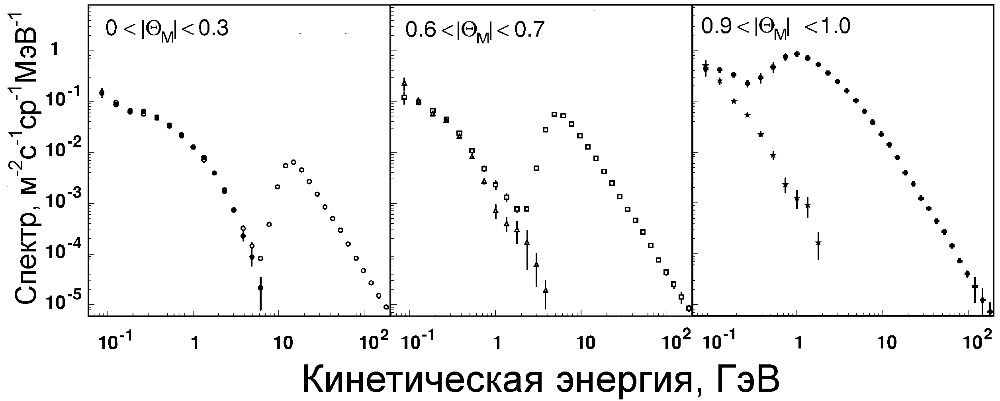 0 < |Θ_M| < 0.3
0.6 < |Θ_M| < 0.7
0.9 < |Θ_M| < 1.0
Спектр, м⁻²с⁻¹ср⁻¹МэВ⁻¹
1
10⁻¹
10⁻²
10⁻³
10⁻⁴
10⁻⁵
10⁻¹ 1 10 10² 10⁻¹ 1 10 10² 10⁻¹ 1 10 10²
Кинетическая энергия, ГэВ